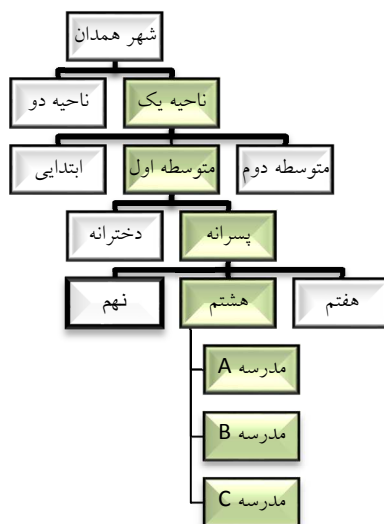 شهر همدان
ناحیه یک
ناحیه دو
متوسطه دوم
متوسطه اول
ابتدایی
پسرانه
دخترانه
هفتم
هشتم
نهم
مدرسه A
مدرسه B
مدرسه C